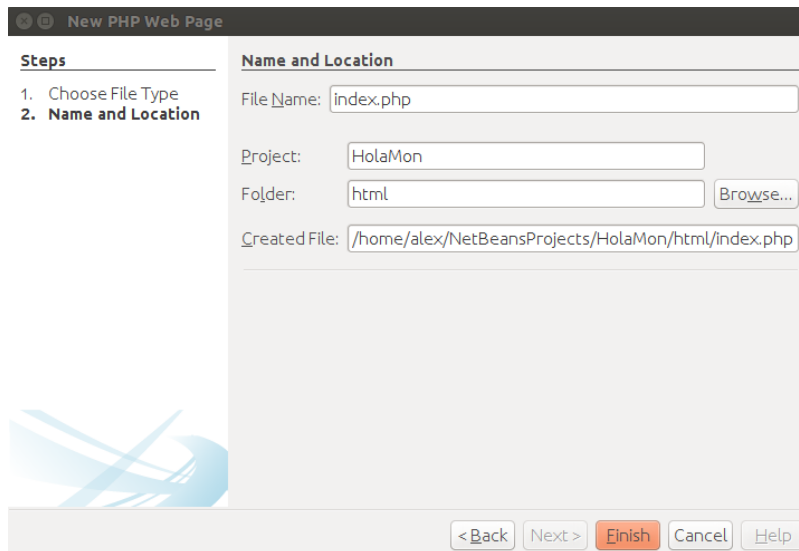 New PHP Web Page
Steps
1. Choose File Type
2. Name and Location
Name and Location
File Name: index.php
Project: HolaMon
Folder: html Browse...
Created File: /home/alex/NetBeansProjects/HolaMon/html/index.php
< Back Next > Finish Cancel Help